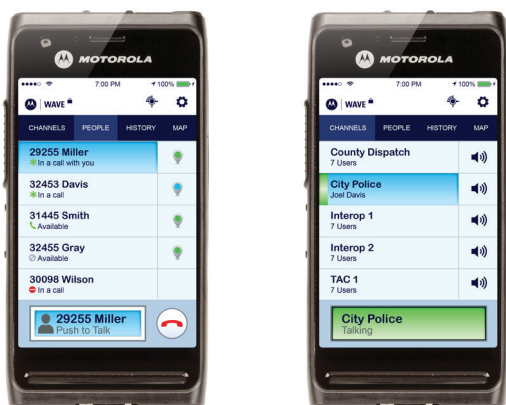 MOTOROLA
7:00 PM 100%
WAVE
CHANNELS PEOPLE HISTORY MAP
29255 Miller
In a call with you
32453 Davis
In a call
31445 Smith
Available
32455 Gray
Available
30098 Wilson
In a call
29255 Miller
Push to Talk
MOTOROLA
7:00 PM 100%
WAVE
CHANNELS PEOPLE HISTORY MAP
County Dispatch
7 Users
City Police
Joel Davis
Interop 1
7 Users
Interop 2
7 Users
TAC 1
7 Users
City Police
Talking